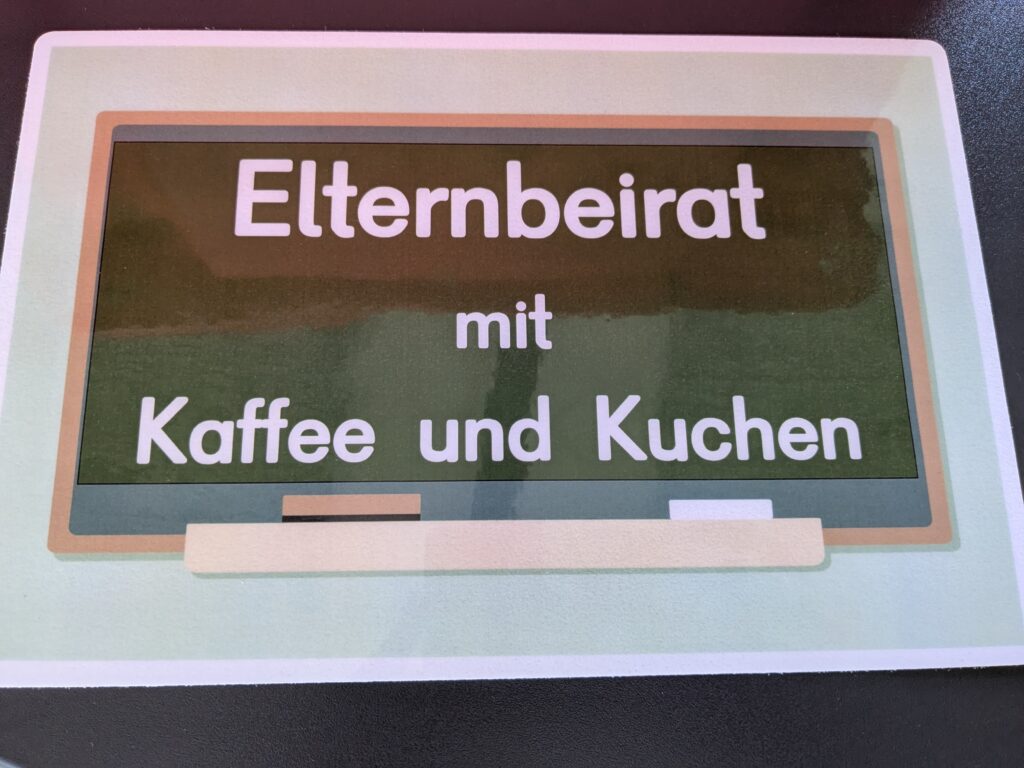 Elternbeirat
mit
Kaffee und Kuchen